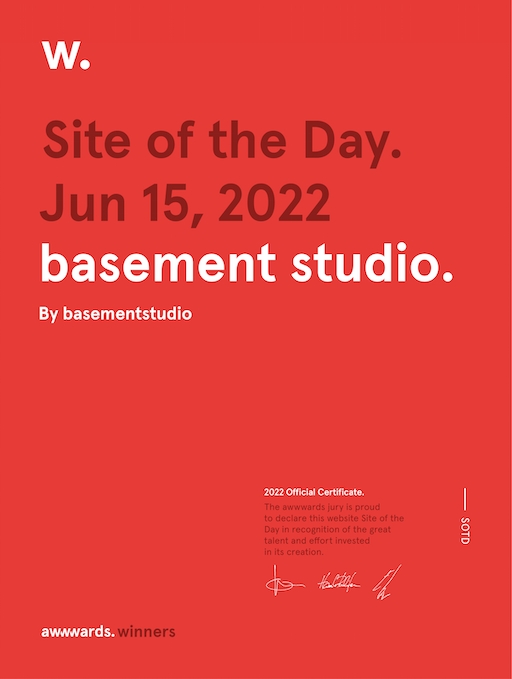 w.
Site of the Day.
Jun 15, 2022
basement studio.
By basementstudio
2022 Official Certificate.
The awwwards jury is proud
to declare this website Site of the
Day in recognition of the great
talent and effort invested
in its creation.
SOTD
awwwards.winners